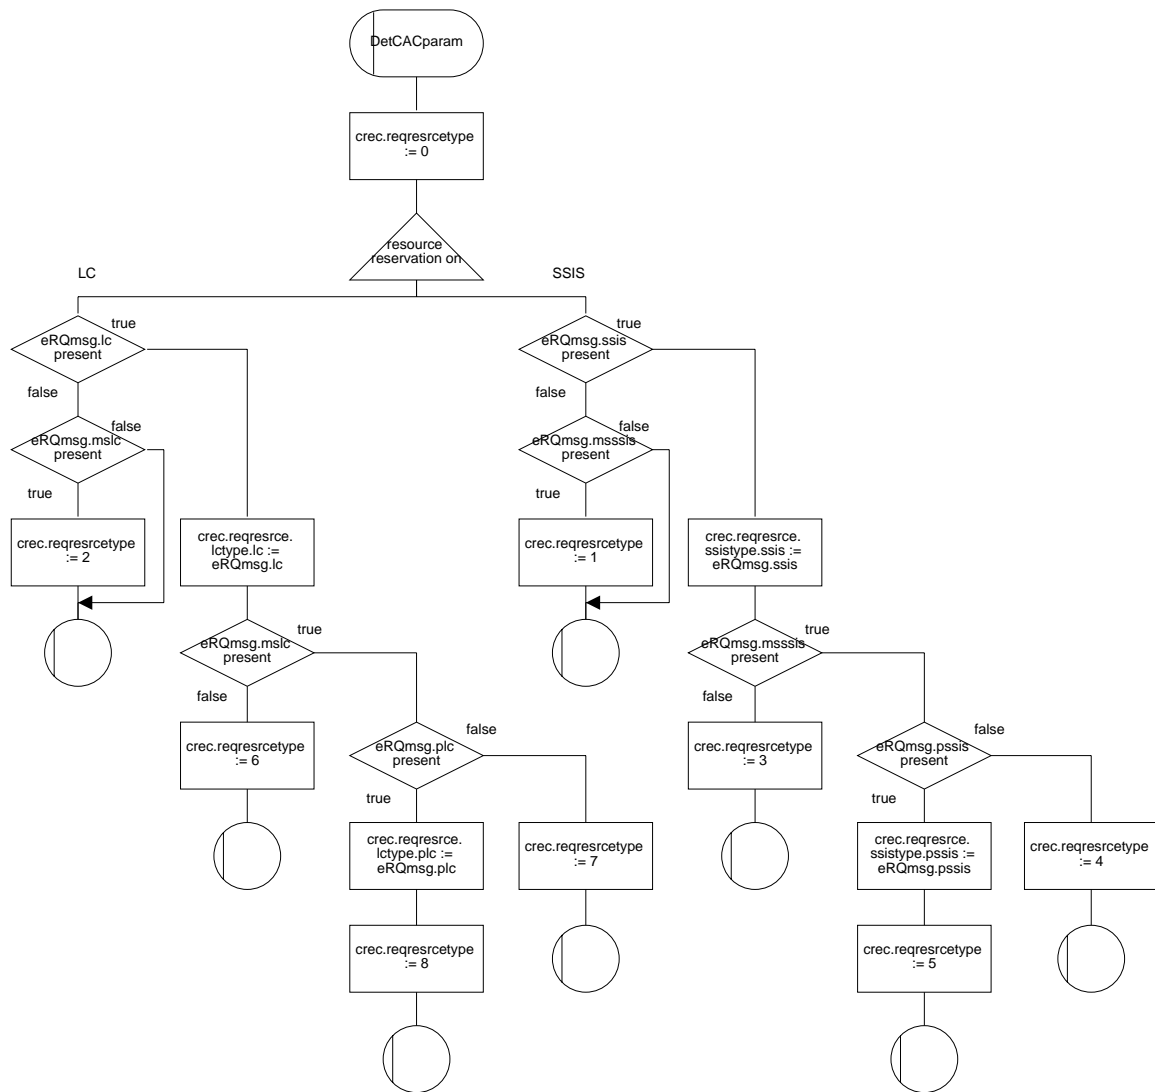 DetCACparam
crec.reqresrcetype
:= 0
resource
reservation on
LC
SSIS
true
eRQmsg.lc
present
true
eRQmsg.ssis
present
false
false
false
eRQmsg.mslc
present
false
eRQmsg.msssis
present
true
true
crec.reqresrcetype
:= 2
crec.reqresrce.
lctype.lc :=
eRQmsg.lc
crec.reqresrcetype
:= 1
crec.reqresrce.
ssistype.ssis :=
eRQmsg.ssis
true
eRQmsg.mslc
present
true
eRQmsg.msssis
present
false
false
crec.reqresrcetype
:= 6
false
eRQmsg.plc
present
crec.reqresrcetype
:= 3
false
eRQmsg.pssis
present
true
true
crec.reqresrce.
lctype.plc :=
eRQmsg.plc
crec.reqresrcetype
:= 7
crec.reqresrce.
ssistype.pssis :=
eRQmsg.pssis
crec.reqresrcetype
:= 4
crec.reqresrcetype
:= 8
crec.reqresrcetype
:= 5